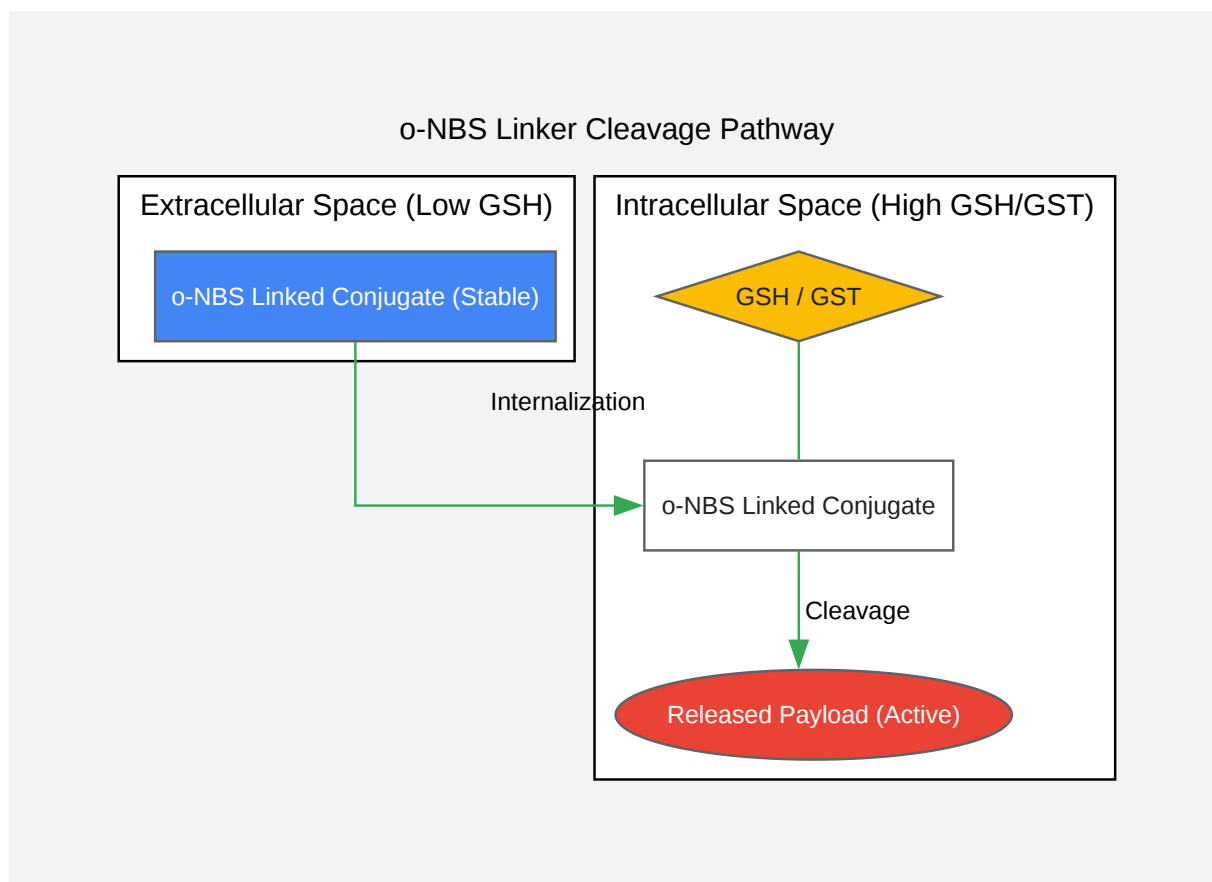 o-NBS Linker Cleavage Pathway
Extracellular Space (Low GSH)
Intracellular Space (High GSH/GST)
o-NBS Linked Conjugate (Stable)
GSH / GST
Internalization
o-NBS Linked Conjugate
Cleavage
Released Payload (Active)